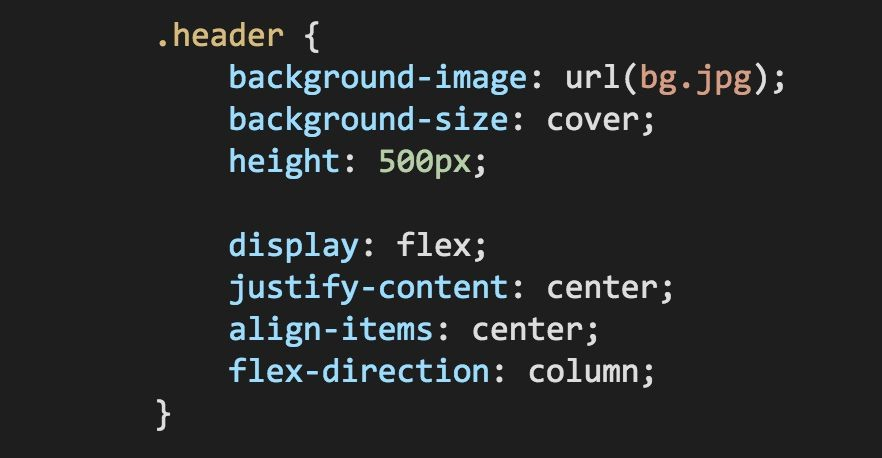 .header {
    background-image: url(bg.jpg);
    background-size: cover;
    height: 500px;

    display: flex;
    justify-content: center;
    align-items: center;
    flex-direction: column;
}